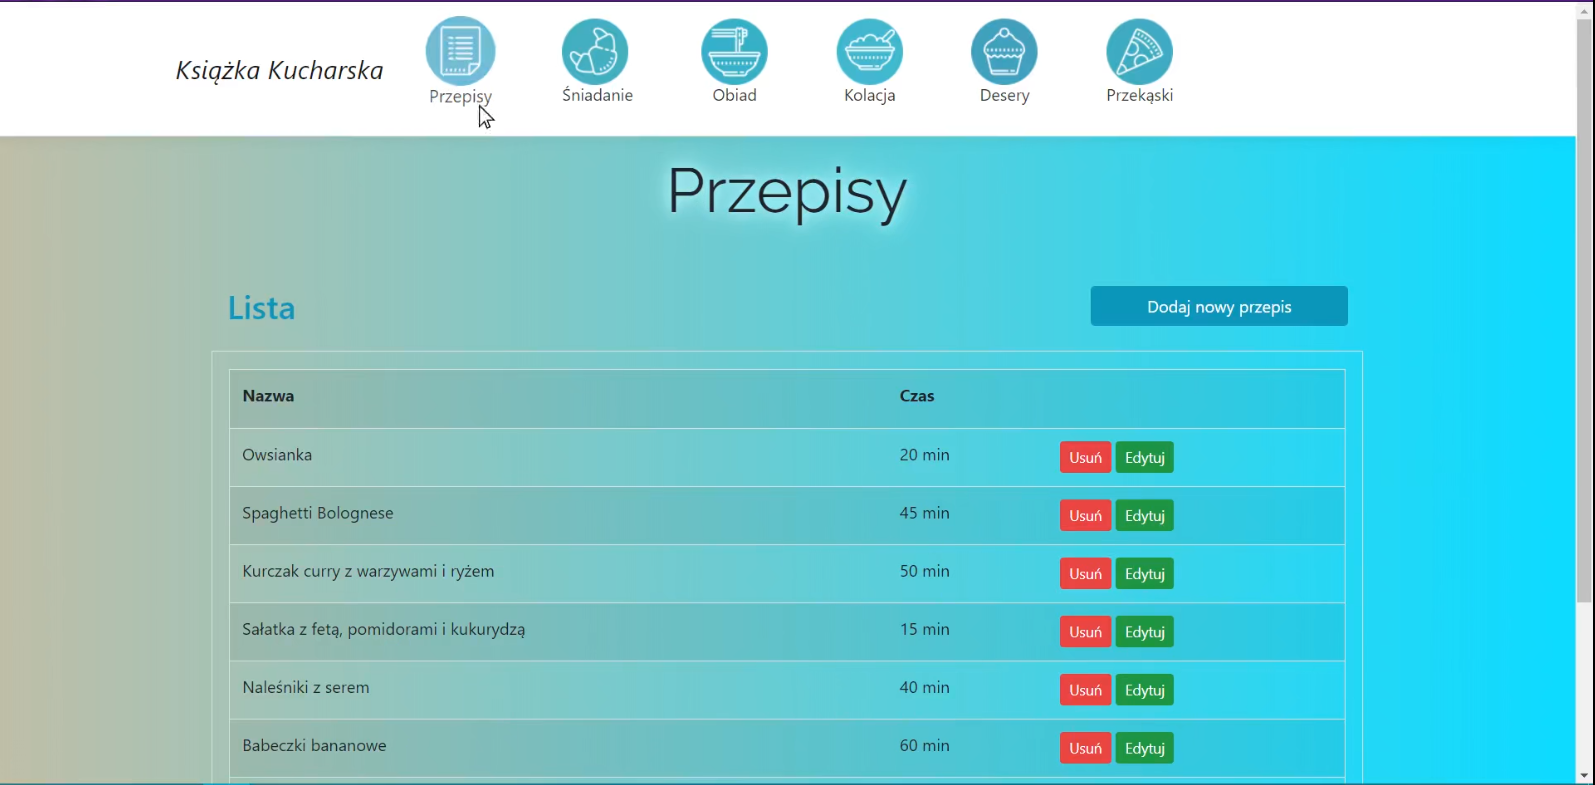 Książka Kucharska
Przepisy
Śniadanie
Obiad
Kolacja
Desery
Przekąski
Przepisy
Lista
Dodaj nowy przepis
Nazwa Czas
Owsianka 20 min Usuń Edytuj
Spaghetti Bolognese 45 min Usuń Edytuj
Kurczak curry z warzywami i ryżem 50 min Usuń Edytuj
Sałatka z fetą, pomidorami i kukurydzą 15 min Usuń Edytuj
Naleśniki z serem 40 min Usuń Edytuj
Babeczki bananowe 60 min Usuń Edytuj